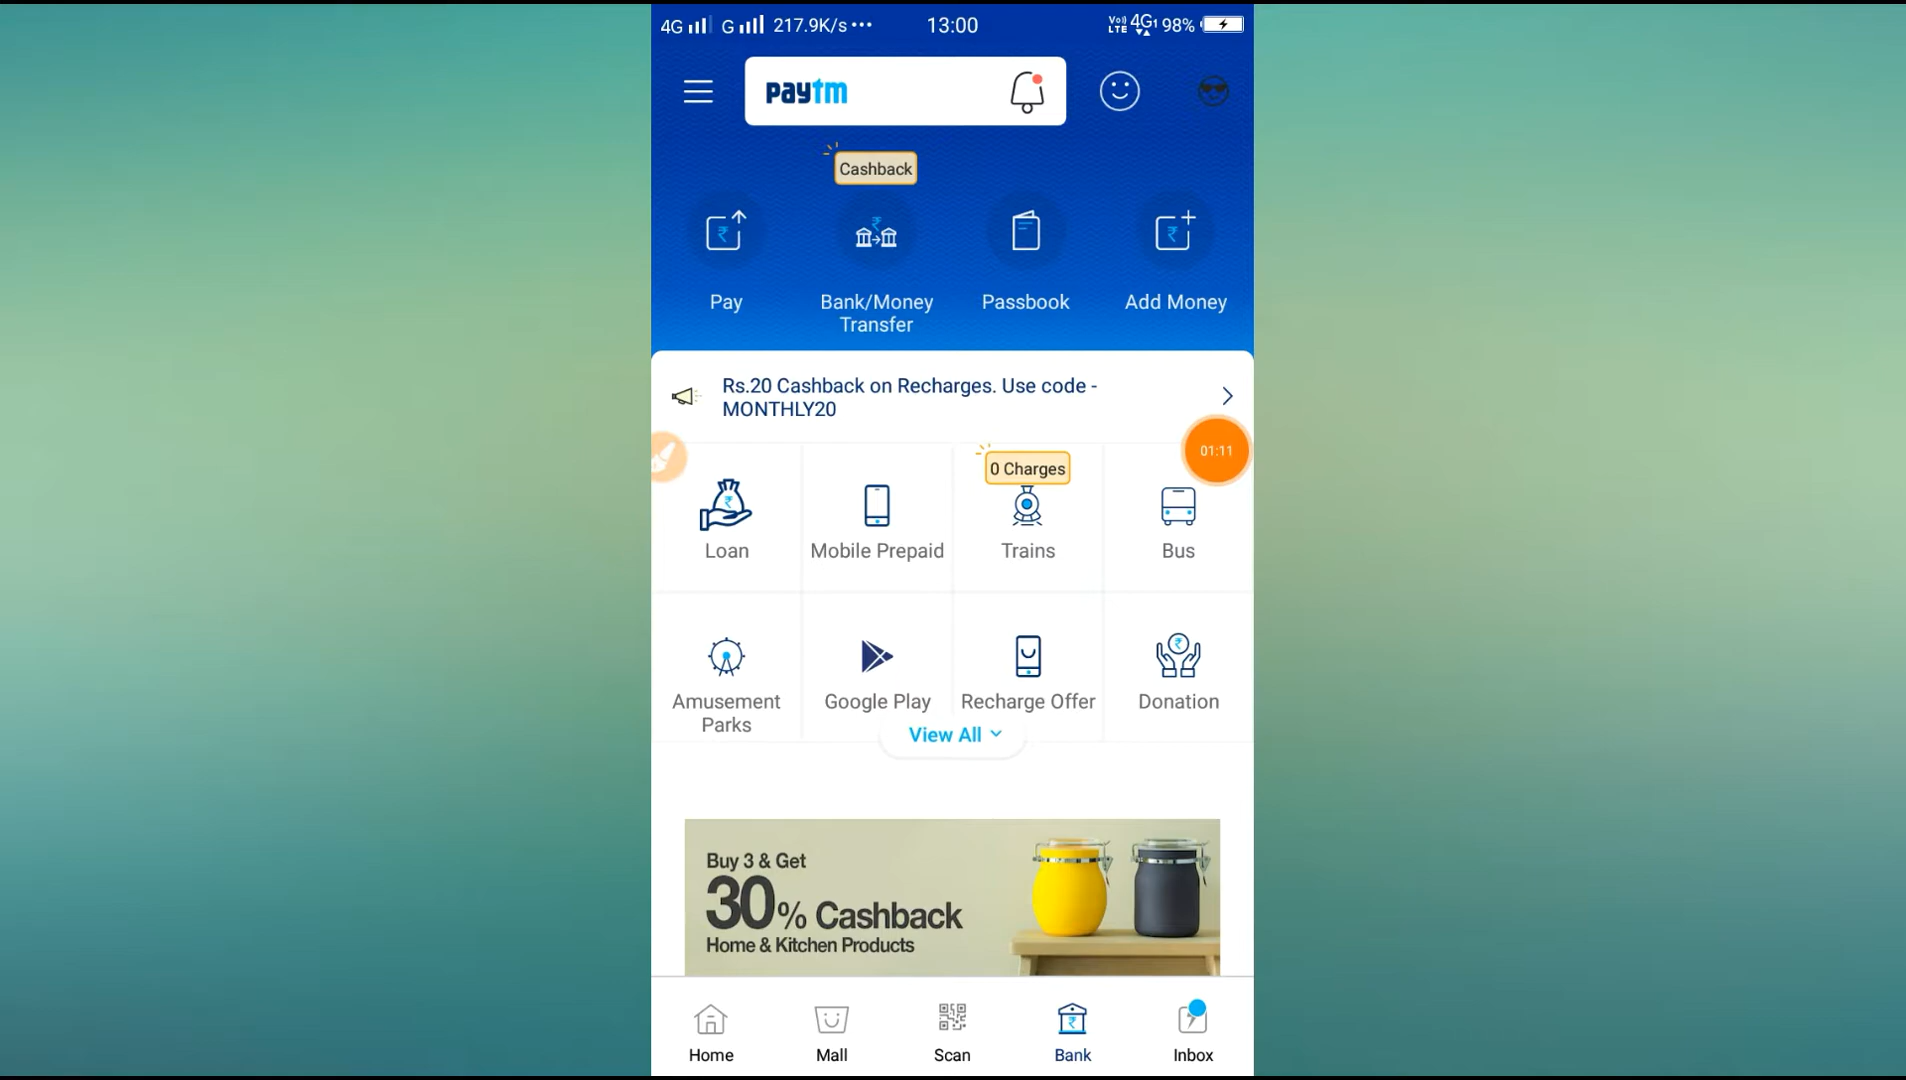 4G G 217.9K/s ••• 13:00 VoLTE 4G1 98%
paytm
Cashback
Pay Bank/Money Passbook Add Money
Transfer
Rs.20 Cashback on Recharges. Use code -
MONTHLY20
01:11
0 Charges
Loan Mobile Prepaid Trains Bus
Amusement Google Play Recharge Offer Donation
Parks
View All
Buy 3 & Get
30% Cashback
Home & Kitchen Products
Home Mall Scan Bank Inbox